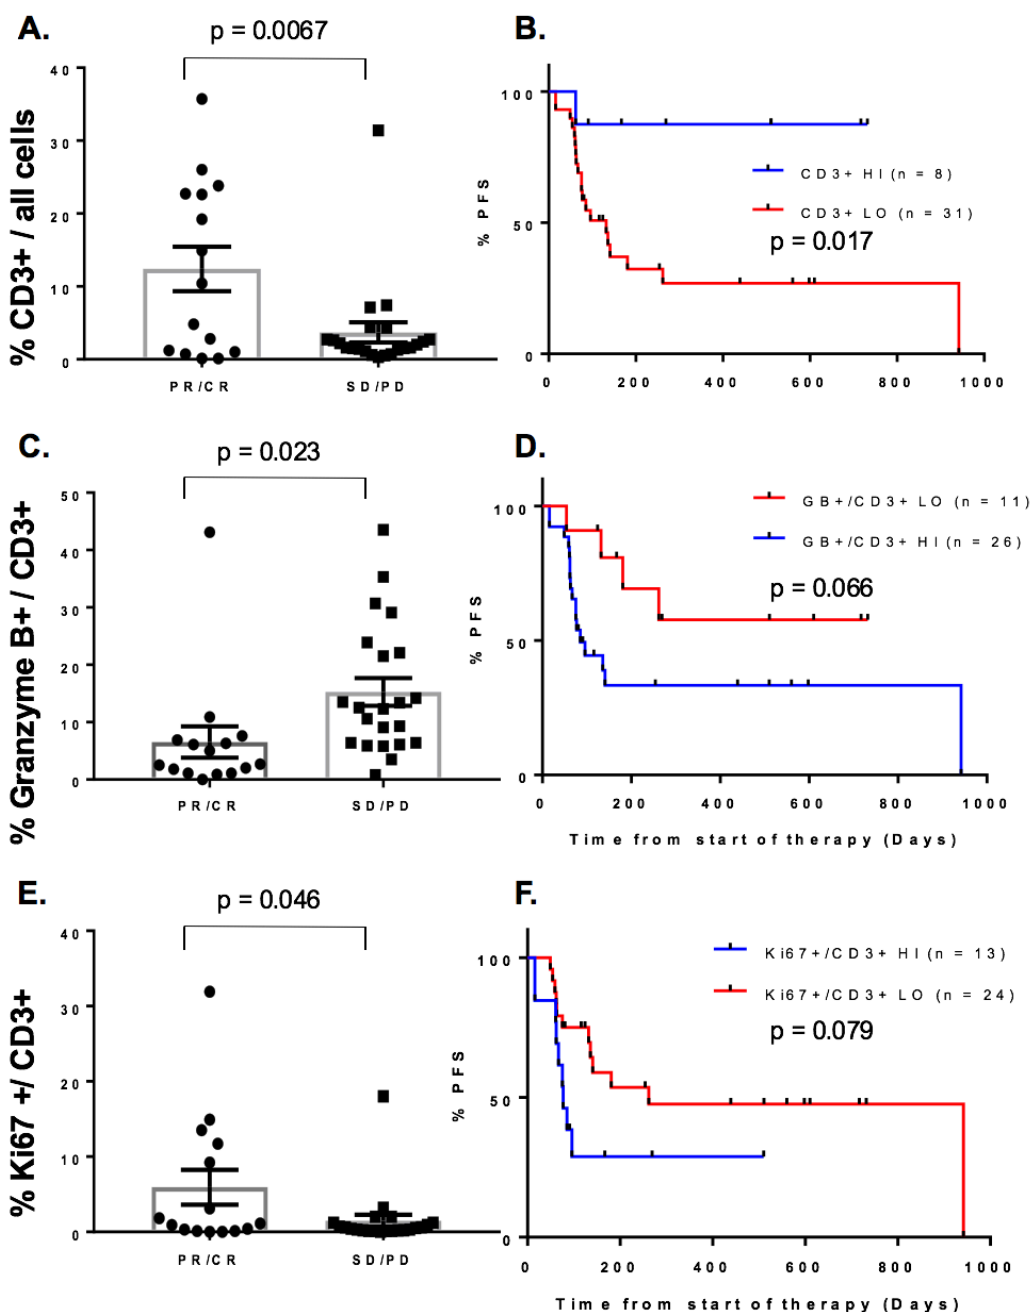 A.
p = 0.0067
40
30
20
10
0
% CD3+ / all cells
PR/CR
SD/PD
B.
100
50
0
% PFS
CD3+ HI (n = 8)
CD3+ LO (n = 31)
p = 0.017
0
200
400
600
800
1000
C.
p = 0.023
50
40
30
20
10
0
% Granzyme B+ / CD3+
PR/CR
SD/PD
D.
100
50
0
% PFS
GB+/CD3+ LO (n = 11)
GB+/CD3+ HI (n = 26)
p = 0.066
0
200
400
600
800
1000
Time from start of therapy (Days)
E.
p = 0.046
40
30
20
10
0
% Ki67 +/ CD3+
PR/CR
SD/PD
F.
100
50
0
% PFS
Ki67+/CD3+ HI (n = 13)
Ki67+/CD3+ LO (n = 24)
p = 0.079
0
200
400
600
800
1000
Time from start of therapy (Days)